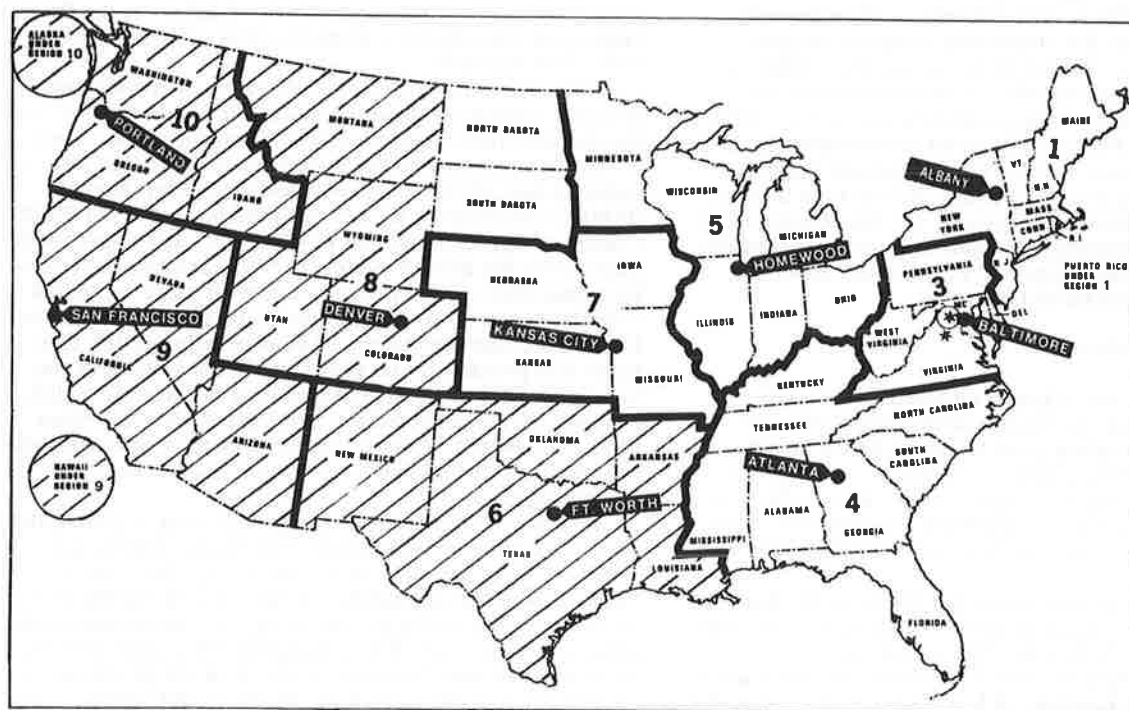 ALASKA
UNDER
REGION 10
WASHINGTON
10
PORTLAND
OREGON
IDAHO
MONTANA
NORTH DAKOTA
SOUTH DAKOTA
WYOMING
8
MINNESOTA
WISCONSIN
5
MICHIGAN
HOMEWOOD
MAINE
1
VT.
N.H.
ALBANY
NEW
YORK
MASS
CONN
R.I.
PUERTO RICO
UNDER
REGION 1
N.J.
PENNSYLVANIA
3
MD.
DEL
BALTIMORE
WEST
VIRGINIA
VIRGINIA
NEVADA
SAN FRANCISCO
9
CALIFORNIA
UTAH
DENVER
COLORADO
NEBRASKA
IOWA
7
KANSAS CITY
KANSAS
MISSOURI
ILLINOIS
INDIANA
OHIO
KENTUCKY
TENNESSEE
NORTH CAROLINA
SOUTH
CAROLINA
ARIZONA
NEW MEXICO
OKLAHOMA
ARKANSAS
HAWAII
UNDER
REGION 9
6
FT. WORTH
TEXAS
LOUISIANA
MISSISSIPPI
ALABAMA
ATLANTA
4
GEORGIA
FLORIDA